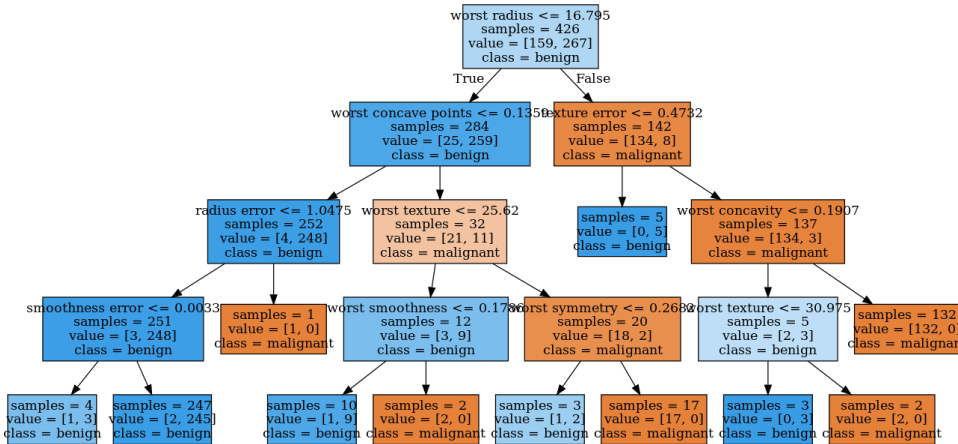 worst radius <= 16.795
samples = 426
value = [159, 267]
class = benign
True
False
worst concave points <= 0.1359
samples = 284
value = [25, 259]
class = benign
texture error <= 0.4732
samples = 142
value = [134, 8]
class = malignant
radius error <= 1.0475
samples = 252
value = [4, 248]
class = benign
worst texture <= 25.62
samples = 32
value = [21, 11]
class = malignant
samples = 5
value = [0, 5]
class = benign
worst concavity <= 0.1907
samples = 137
value = [134, 3]
class = malignant
smoothness error <= 0.0033
samples = 251
value = [3, 248]
class = benign
samples = 1
value = [1, 0]
class = malignant
worst smoothness <= 0.1786
samples = 12
value = [3, 9]
class = benign
worst symmetry <= 0.2682
samples = 20
value = [18, 2]
class = malignant
worst texture <= 30.975
samples = 5
value = [2, 3]
class = benign
samples = 132
value = [132, 0]
class = malignant
samples = 4
value = [1, 3]
class = benign
samples = 247
value = [2, 245]
class = benign
samples = 10
value = [1, 9]
class = benign
samples = 2
value = [2, 0]
class = malignant
samples = 3
value = [1, 2]
class = benign
samples = 17
value = [17, 0]
class = malignant
samples = 3
value = [0, 3]
class = benign
samples = 2
value = [2, 0]
class = malignant